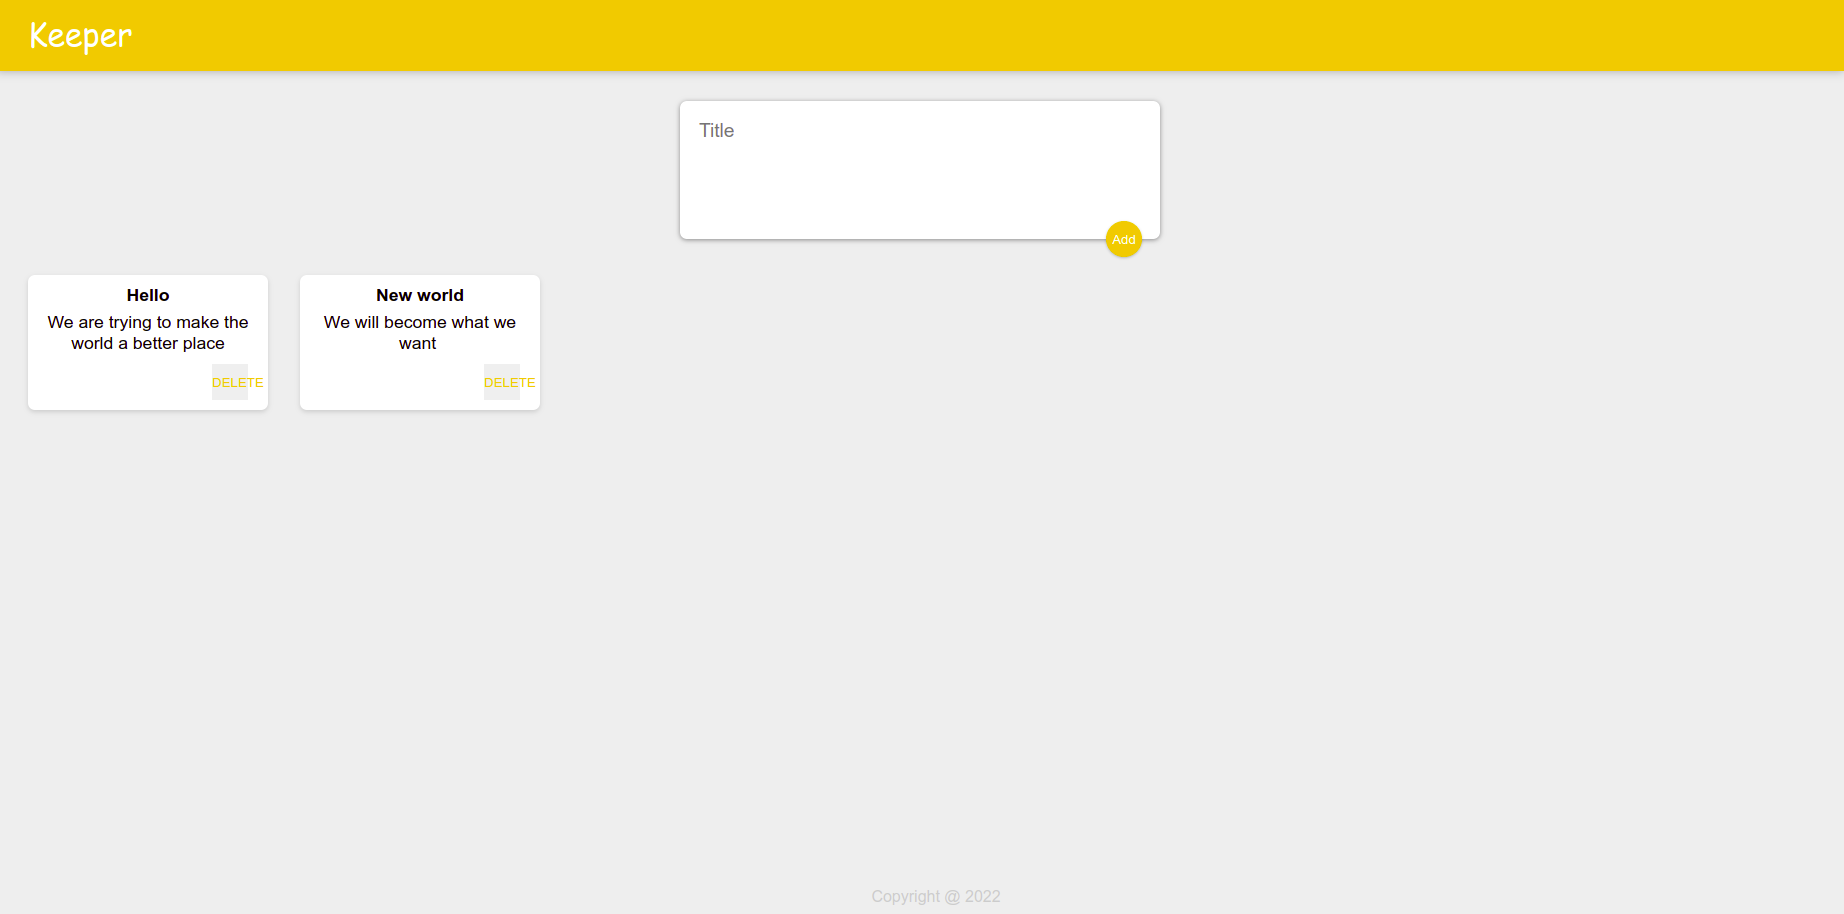 Keeper
Title
Add
Hello
We are trying to make the
world a better place
DELETE
New world
We will become what we
want
DELETE
Copyright @ 2022